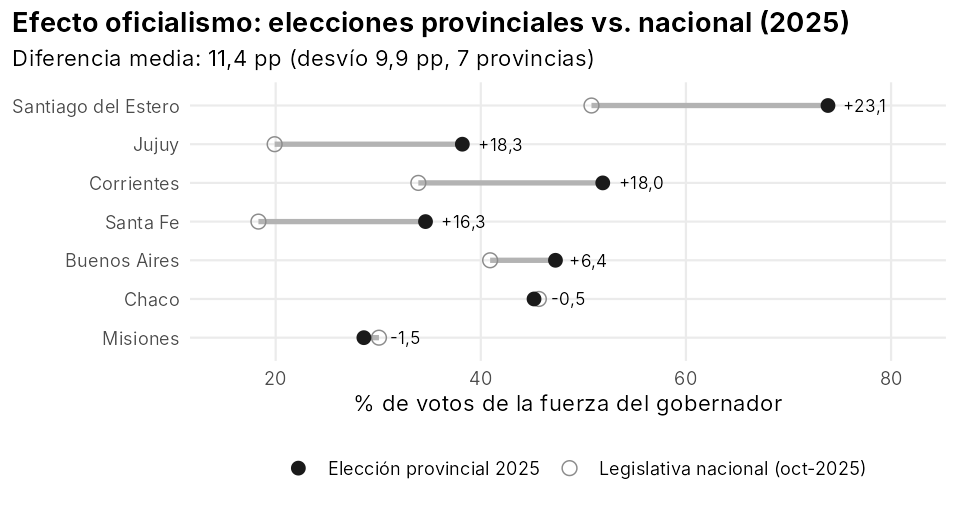 Efecto oficialismo: elecciones provinciales vs. nacional (2025)
Diferencia media: 11,4 pp (desvío 9,9 pp, 7 provincias)
Santiago del Estero +23,1
Jujuy +18,3
Corrientes +18,0
Santa Fe +16,3
Buenos Aires +6,4
Chaco -0,5
Misiones -1,5
20 40 60 80
% de votos de la fuerza del gobernador
Elección provincial 2025 Legislativa nacional (oct-2025)